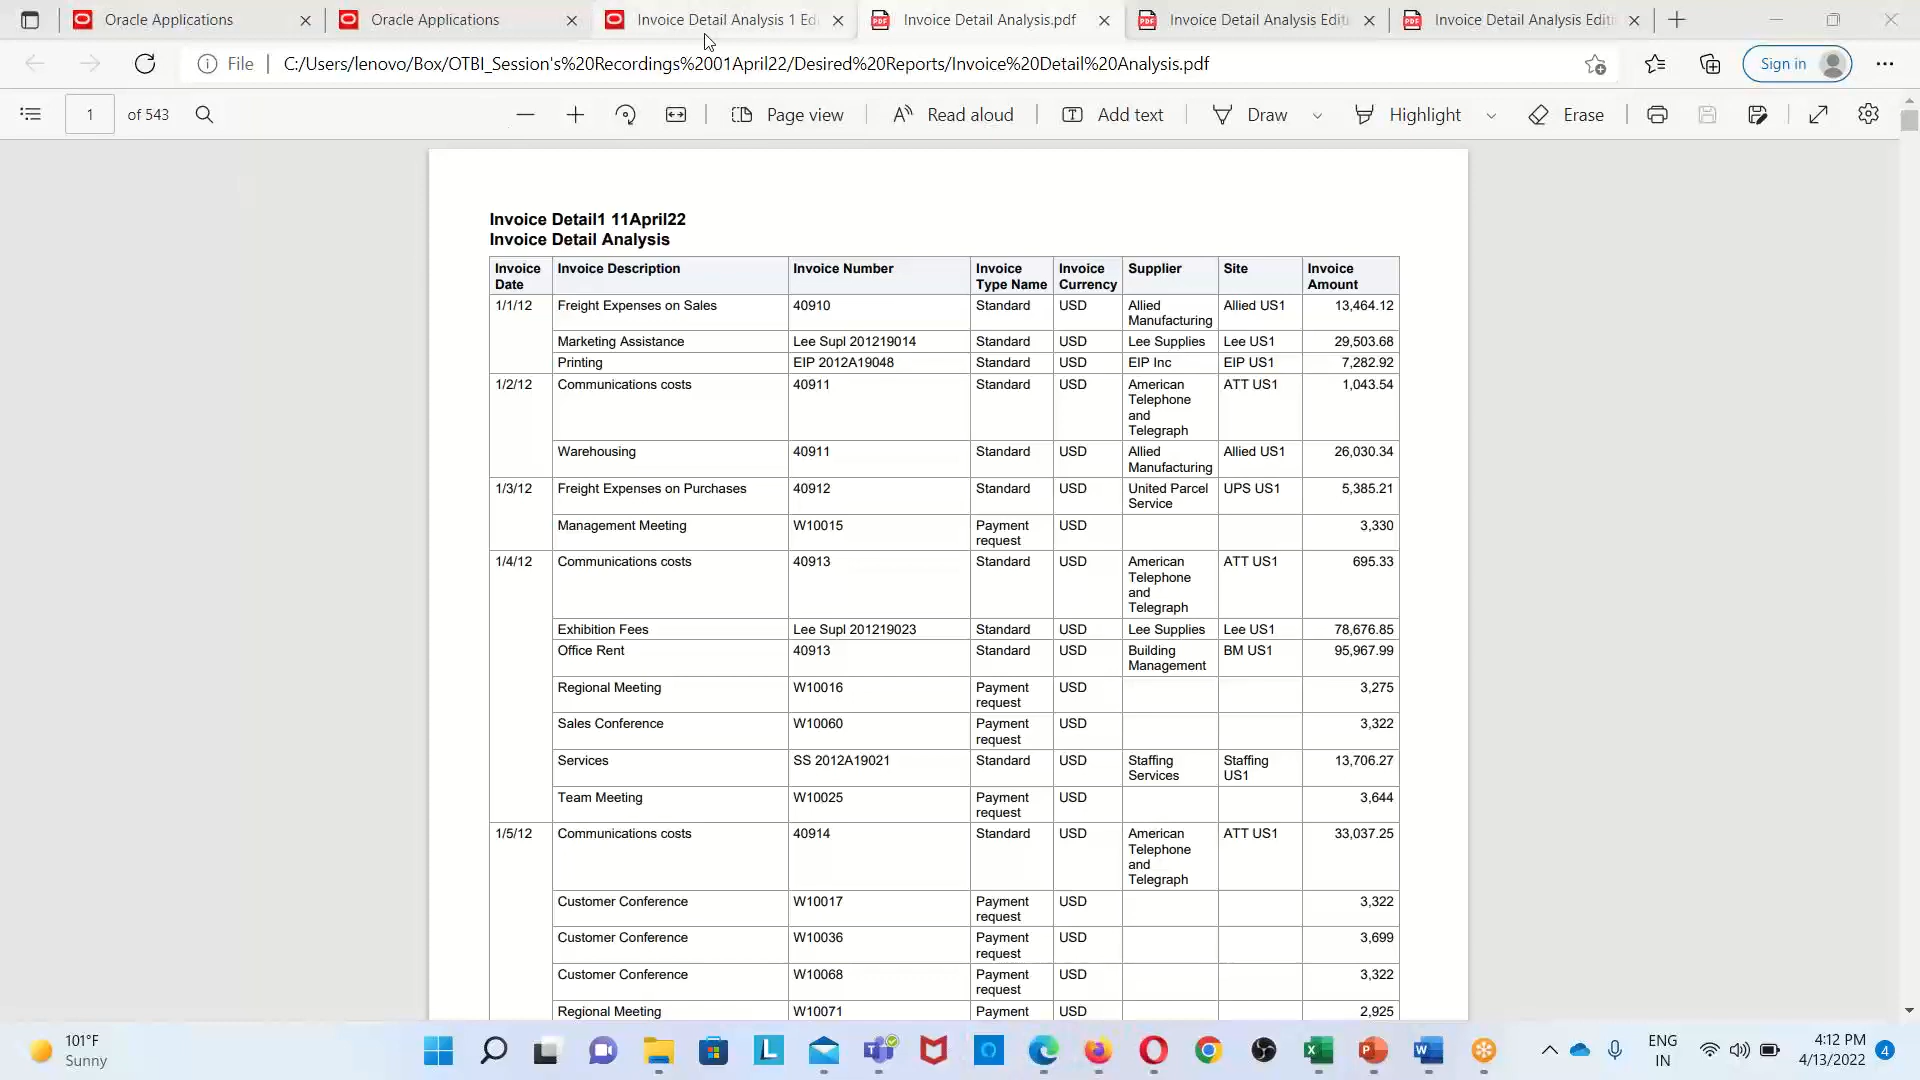 Oracle Applications
Oracle Applications
Invoice Detail Analysis 1 Ed
Invoice Detail Analysis.pdf
Invoice Detail Analysis Edit
Invoice Detail Analysis Edit
File
C:/Users/lenovo/Box/OTBI_Session's%20Recordings%2001April22/Desired%20Reports/Invoice%20Detail%20Analysis.pdf
Sign in
1 of 543
Page view
Read aloud
Add text
Draw
Highlight
Erase
Invoice Detail1 11April22
Invoice Detail Analysis
Invoice Date Invoice Description Invoice Number Invoice Type Name Invoice Currency Supplier Site Invoice Amount
1/1/12 Freight Expenses on Sales 40910 Standard USD Allied Manufacturing Allied US1 13,464.12
Marketing Assistance Lee Supl 201219014 Standard USD Lee Supplies Lee US1 29,503.68
Printing EIP 2012A19048 Standard USD EIP Inc EIP US1 7,282.92
1/2/12 Communications costs 40911 Standard USD American Telephone and Telegraph ATT US1 1,043.54
Warehousing 40911 Standard USD Allied Manufacturing Allied US1 26,030.34
1/3/12 Freight Expenses on Purchases 40912 Standard USD United Parcel Service UPS US1 5,385.21
Management Meeting W10015 Payment request USD 3,330
1/4/12 Communications costs 40913 Standard USD American Telephone and Telegraph ATT US1 695.33
Exhibition Fees Lee Supl 201219023 Standard USD Lee Supplies Lee US1 78,676.85
Office Rent 40913 Standard USD Building Management BM US1 95,967.99
Regional Meeting W10016 Payment request USD 3,275
Sales Conference W10060 Payment request USD 3,322
Services SS 2012A19021 Standard USD Staffing Services Staffing US1 13,706.27
Team Meeting W10025 Payment request USD 3,644
1/5/12 Communications costs 40914 Standard USD American Telephone and Telegraph ATT US1 33,037.25
Customer Conference W10017 Payment request USD 3,322
Customer Conference W10036 Payment request USD 3,699
Customer Conference W10068 Payment request USD 3,322
Regional Meeting W10071 Payment USD 2,925
101°F
Sunny
ENG
IN
4:12 PM
4/13/2022
4